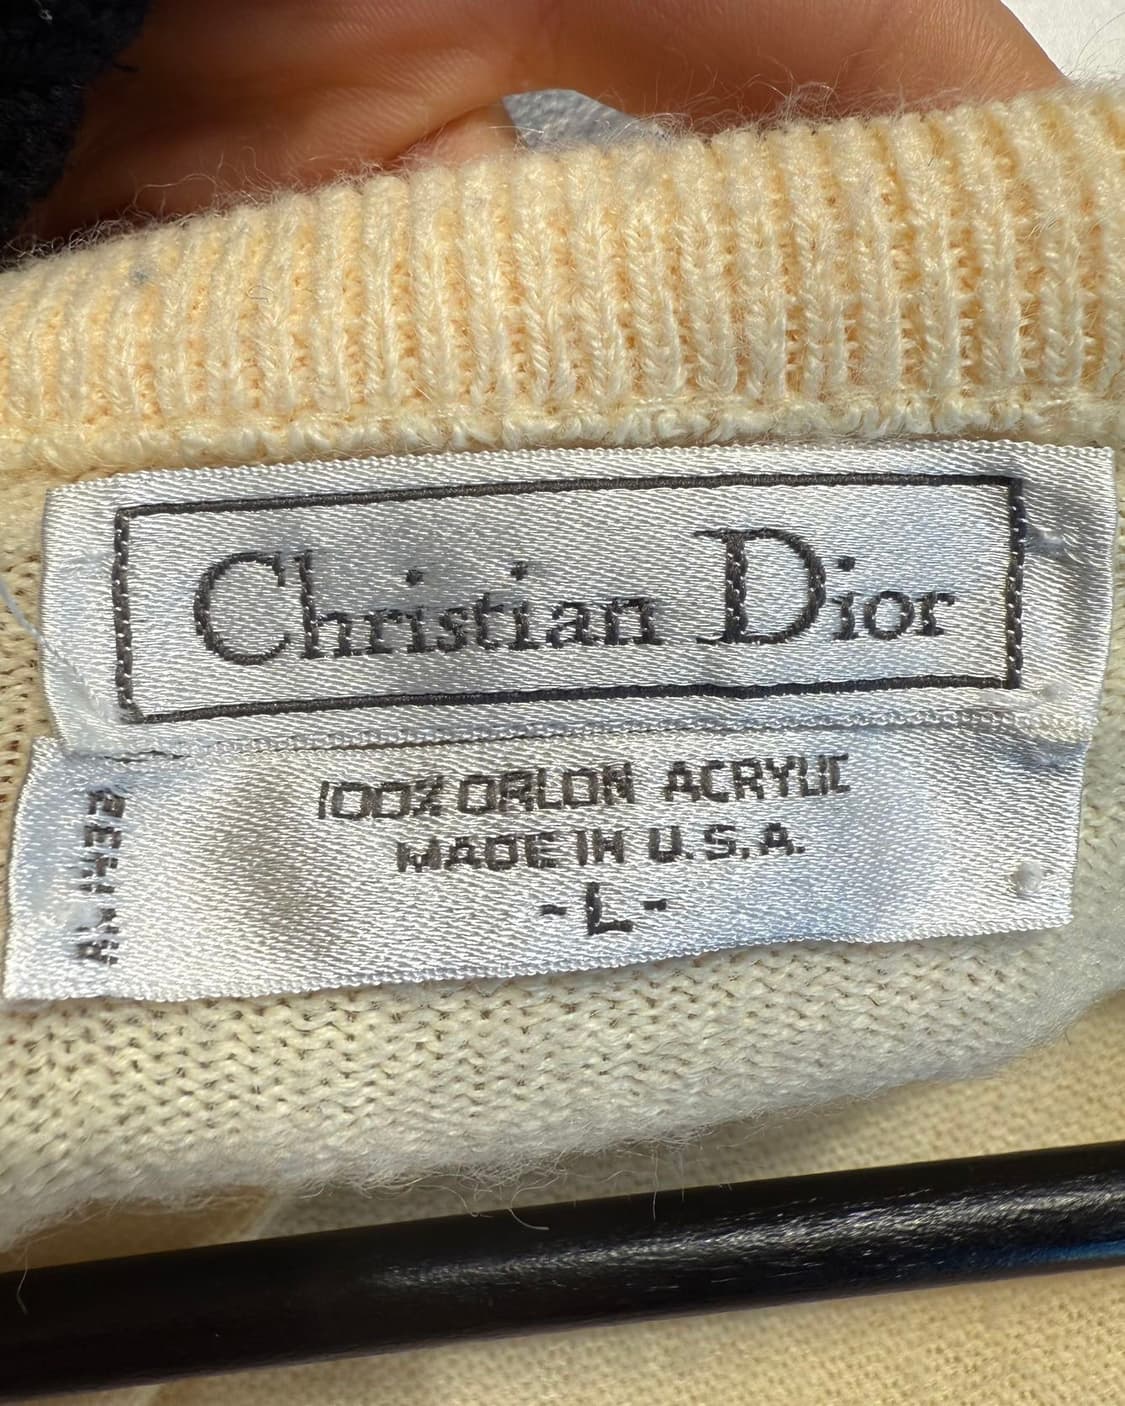 Christian Dior
100% ORLON ACRYLIC
MADE IN U.S.A.
-L-